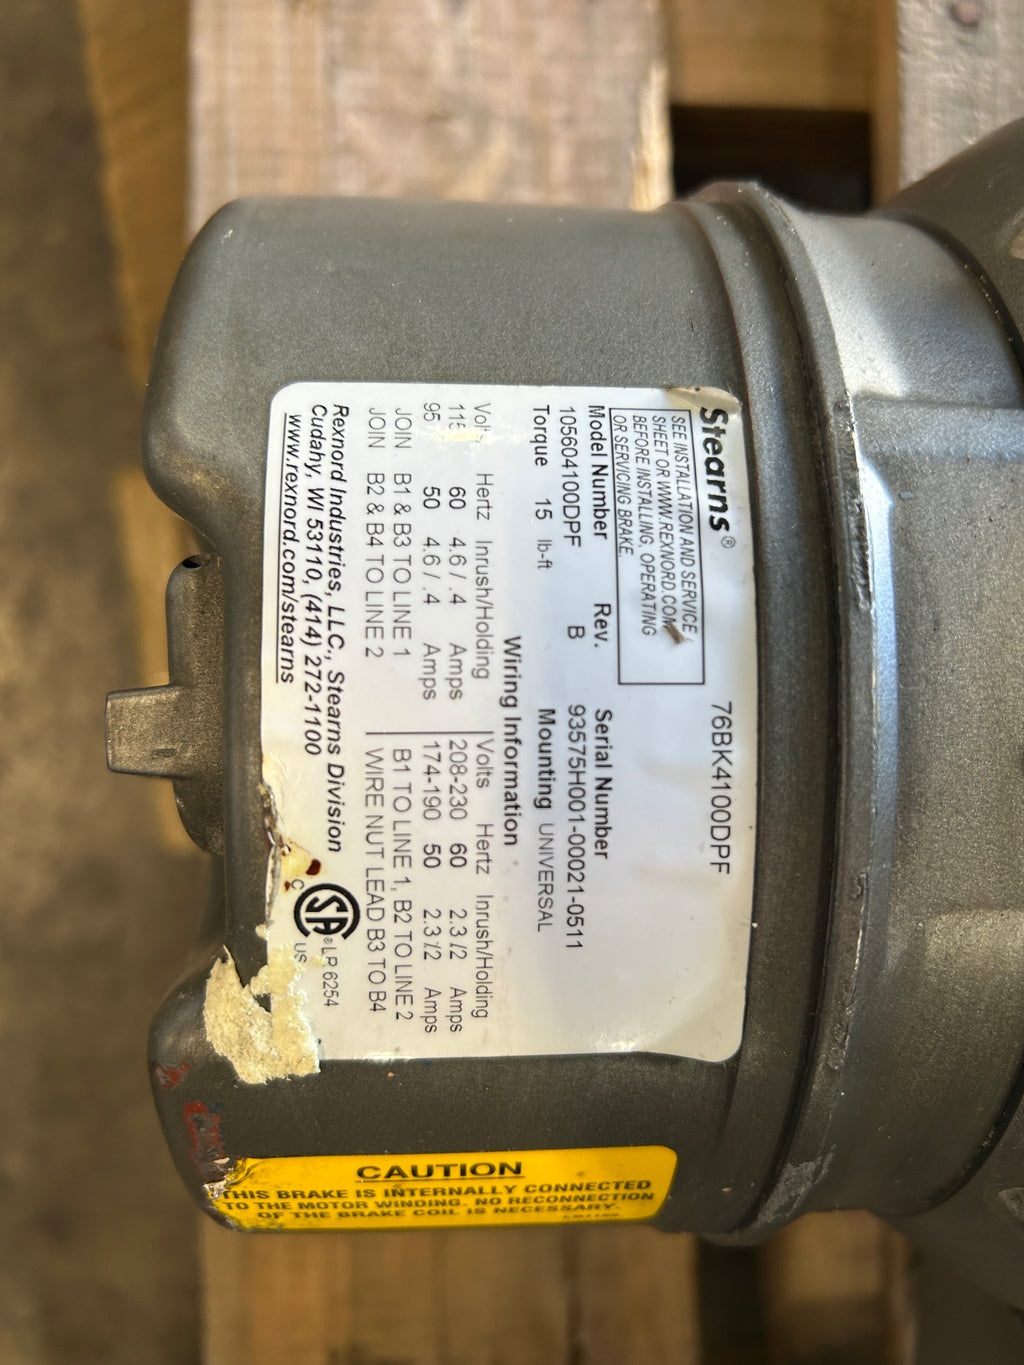 Stearns® 76BK4100DPF
SEE INSTALLATION AND SERVICE
SHEET OR WWW.REXNORD.COM
BEFORE INSTALLING, OPERATING
OR SERVICING BRAKE.
Model Number Rev. Serial Number
10560410ODPF B 93575H001-00021-0511
Torque 15 lb-ft Mounting UNIVERSAL
Wiring Information
Volts Hertz Inrush/Holding Volts Hertz Inrush/Holding
115 60 4.6 / .4 Amps 208-230 60 2.3 /2 Amps
95 50 4.6 / .4 Amps 174-190 50 2.3 /2 Amps
JOIN B1 & B3 TO LINE 1 B1 TO LINE 1, B2 TO LINE 2
JOIN B2 & B4 TO LINE 2 WIRE NUT LEAD B3 TO B4
Rexnord Industries, LLC., Stearns Division
Cudahy, WI 53110, (414) 272-1100
www.rexnord.com/stearns
C SA ® US
LR 6254
CAUTION
THIS BRAKE IS INTERNALLY CONNECTED
TO THE MOTOR WINDING. NO RECONNECTION
OF THE BRAKE COIL IS NECESSARY.